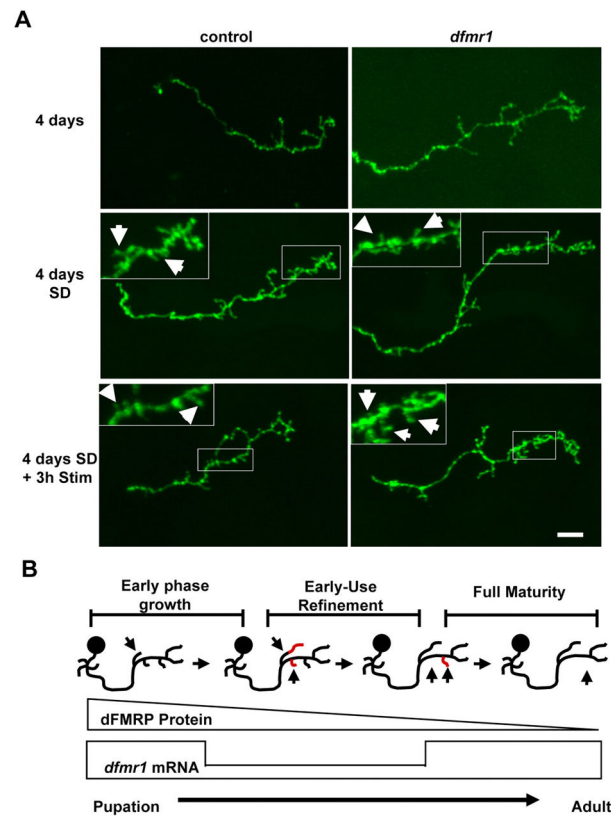 A
control
dfmr1
4 days
4 days
SD
4 days SD
+ 3h Stim
B
Early phase
growth
Early-Use
Refinement
Full Maturity
dFMRP Protein
dfmr1 mRNA
Pupation
Adult